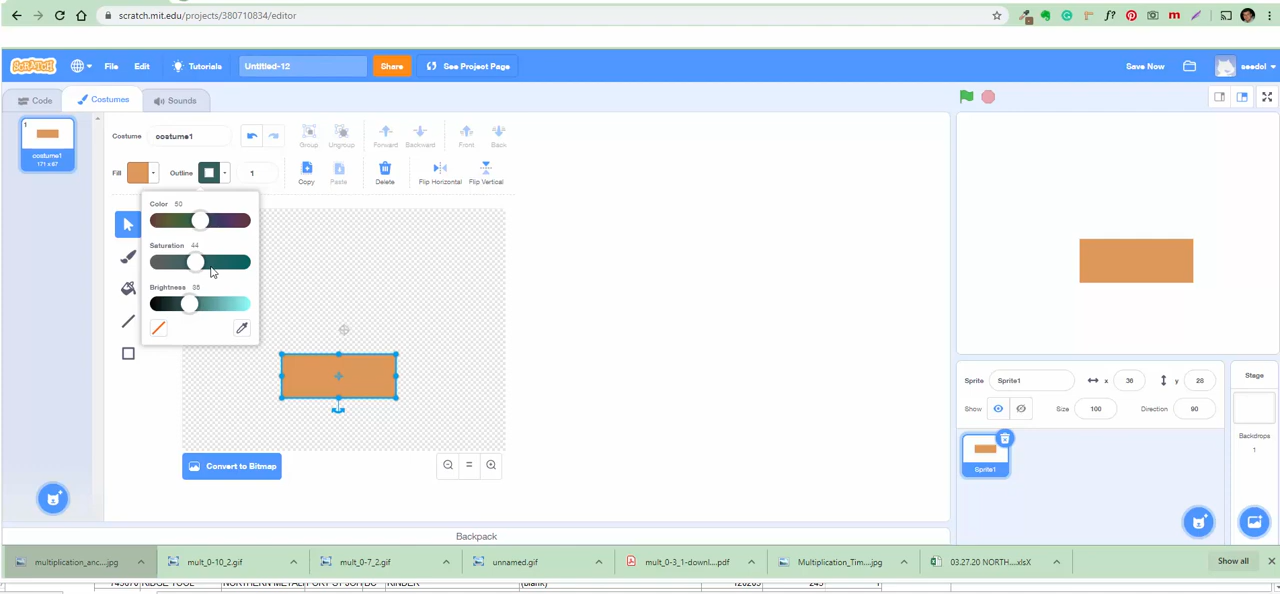 scratch.mit.edu/projects/380710834/editor
SCRATCH File Edit Tutorials Untitled-12 Share See Project Page Save Now seedol
Code Costumes Sounds
1
costume1
171 x 67
Costume costume1 Group Ungroup Forward Backward Front Back
Fill Outline 1 Copy Paste Delete Flip Horizontal Flip Vertical
Color 50
Saturation 44
Brightness
Convert to Bitmap
Sprite Sprite1 x 36 y 28
Show Size 100 Direction 90
Sprite1
Stage
Backdrops
1
Backpack
multiplication_anc....jpg mult_0-10_2.gif mult_0-7_2.gif unnamed.gif mult_0-3_1-downl....pdf Multiplication_Tim....jpg 03.27.20 NORTH....xlsX Show all